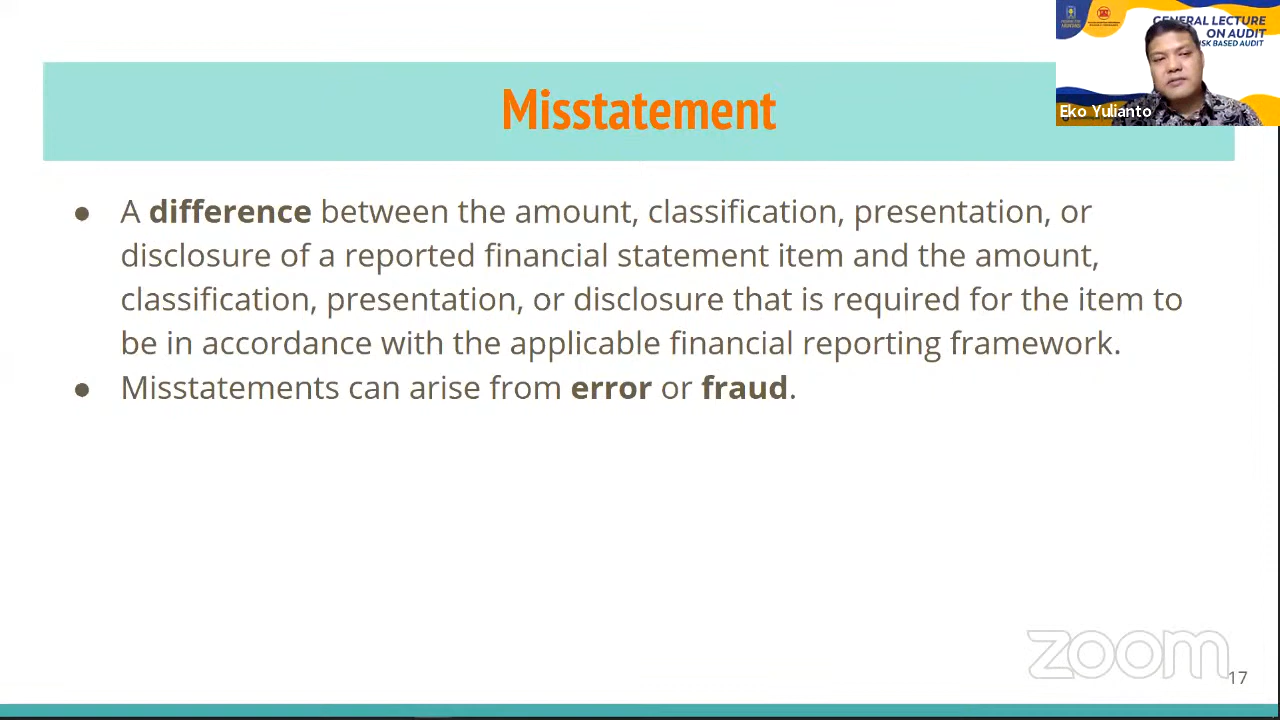 GENERAL LECTURE
ON AUDIT
RISK BASED AUDIT
Eko Yulianto
Misstatement
● A difference between the amount, classification, presentation, or
disclosure of a reported financial statement item and the amount,
classification, presentation, or disclosure that is required for the item to
be in accordance with the applicable financial reporting framework.
● Misstatements can arise from error or fraud.
zoom
17